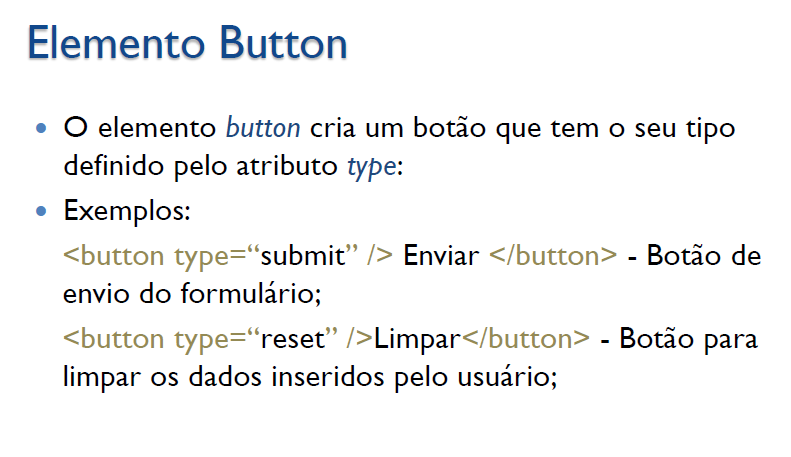 Elemento Button
• O elemento button cria um botão que tem o seu tipo
definido pelo atributo type:
• Exemplos:
<button type=“submit” /> Enviar </button> - Botão de
envio do formulário;
<button type=“reset” />Limpar</button> - Botão para
limpar os dados inseridos pelo usuário;